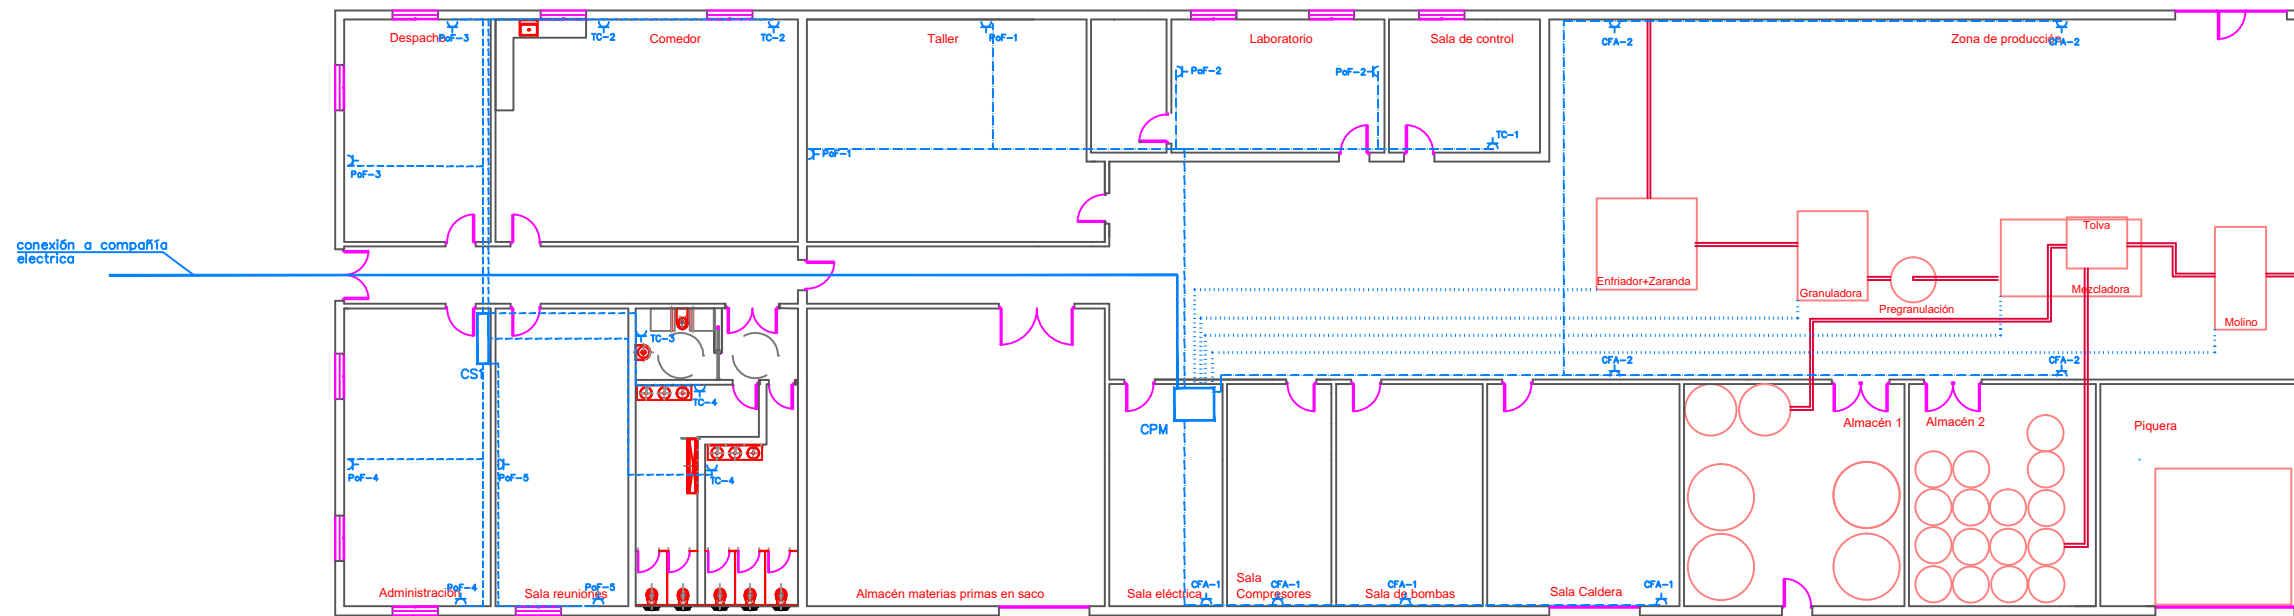 Despacho
PoF-3
TC-2
Comedor
TC-2
Taller
PoF-1
Laboratorio
Sala de control
CFA-2
Zona de producción
CFA-2
PoF-2
PoF-2
TC-1
PoF-1
PoF-3
conexión a compañía
electrica
Tolva
Enfriador+Zaranda
Granuladora
Mezcladora
Pregranulación
Molino
TC-3
CS1
CFA-2
CFA-2
TC-4
CPM
Almacén 1
Almacén 2
Piquera
PoF-4
PoF-5
TC-4
Administración
PoF-4
Sala reuniones
PoF-5
Almacén materias primas en saco
Sala eléctrica
CFA-1
Sala
Compresores
CFA-1
Sala de bombas
CFA-1
Sala Caldera
CFA-1